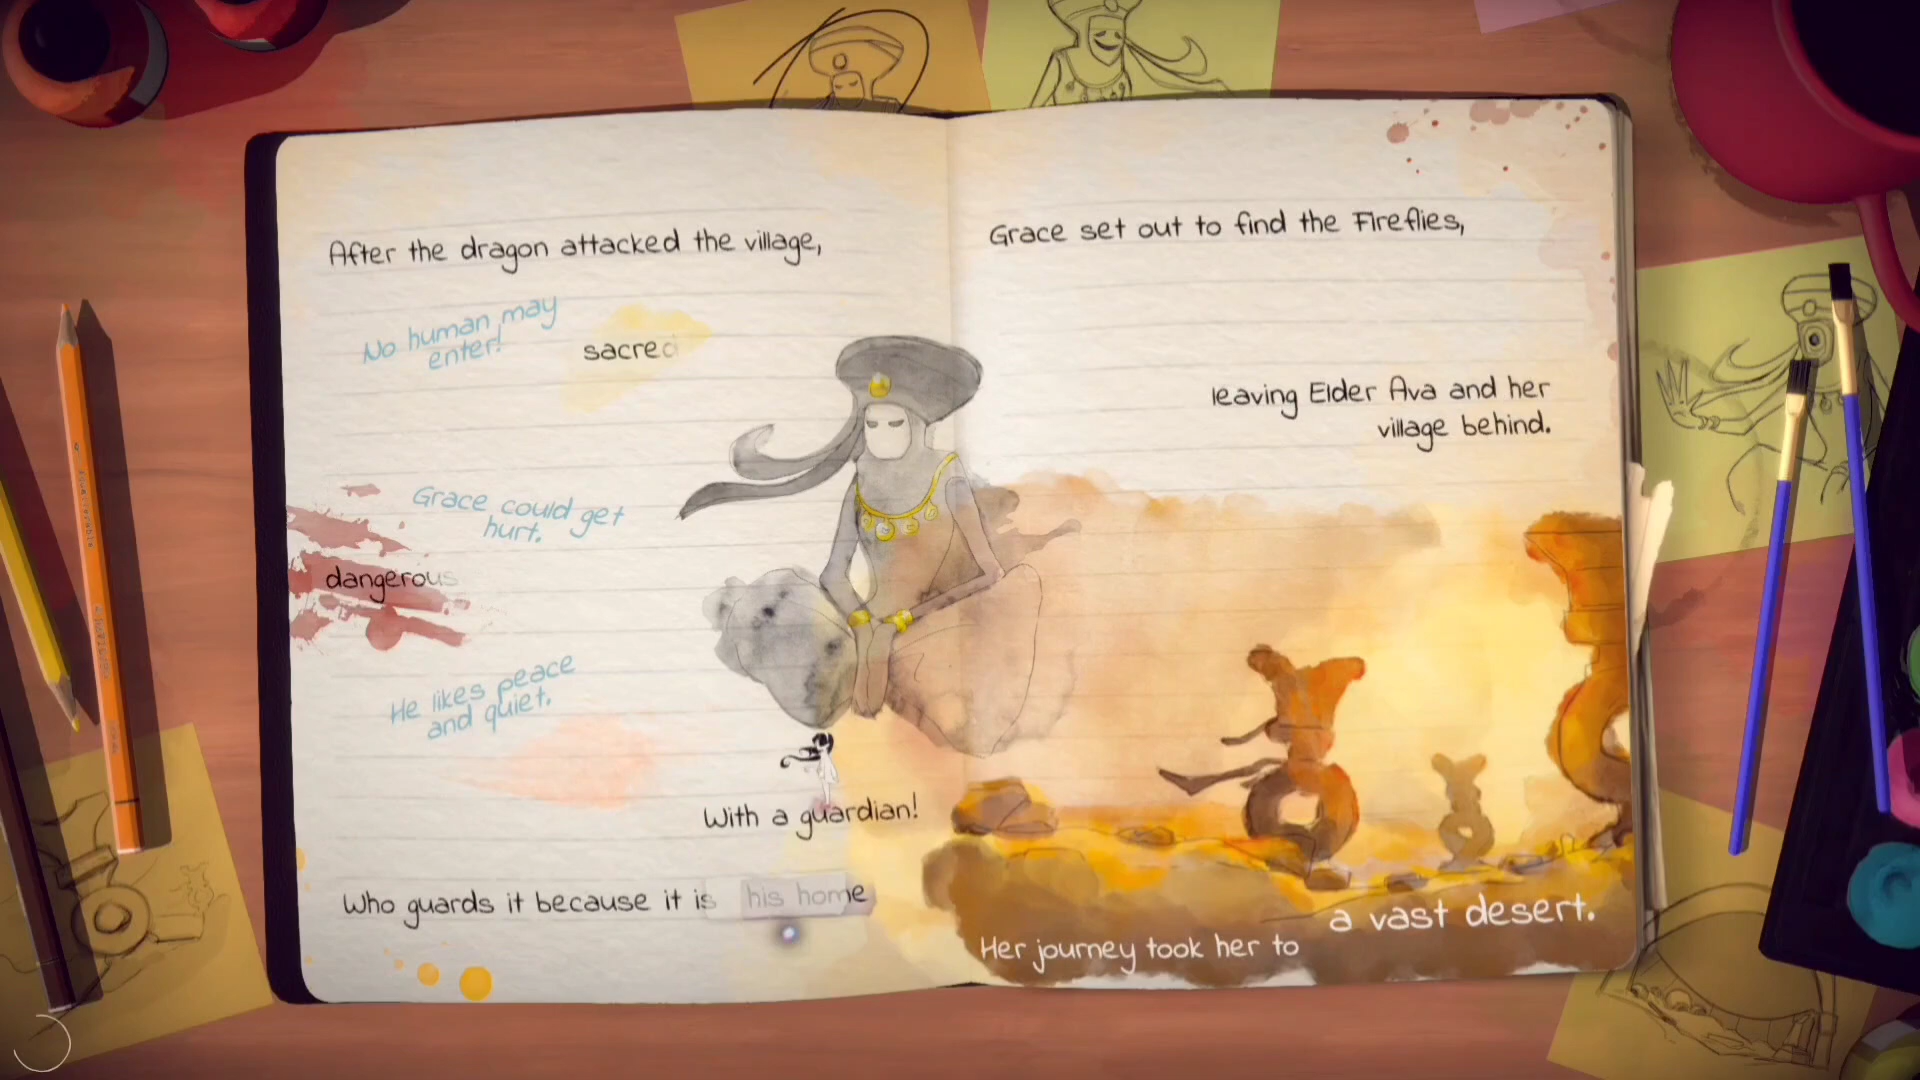 After the dragon attacked the village,
No human may
enter!
sacred
Grace could get
hurt.
dangerous
He likes peace
and quiet.
With a guardian!
Who guards it because it is his home
Grace set out to find the Fireflies,
leaving Elder Ava and her
village behind.
a vast desert.
Her journey took her to